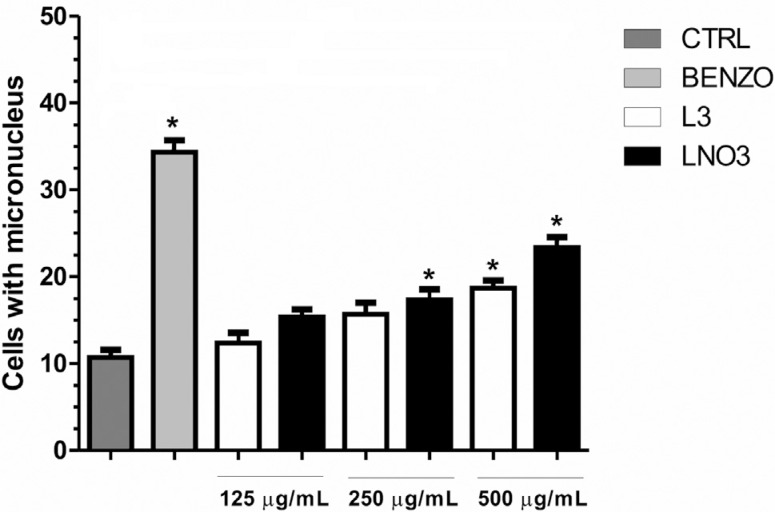 50
40
30
20
10
0
Cells with micronucleus
*
*
*
*
125 µg/mL
250 µg/mL
500 µg/mL
CTRL
BENZO
L3
LNO3